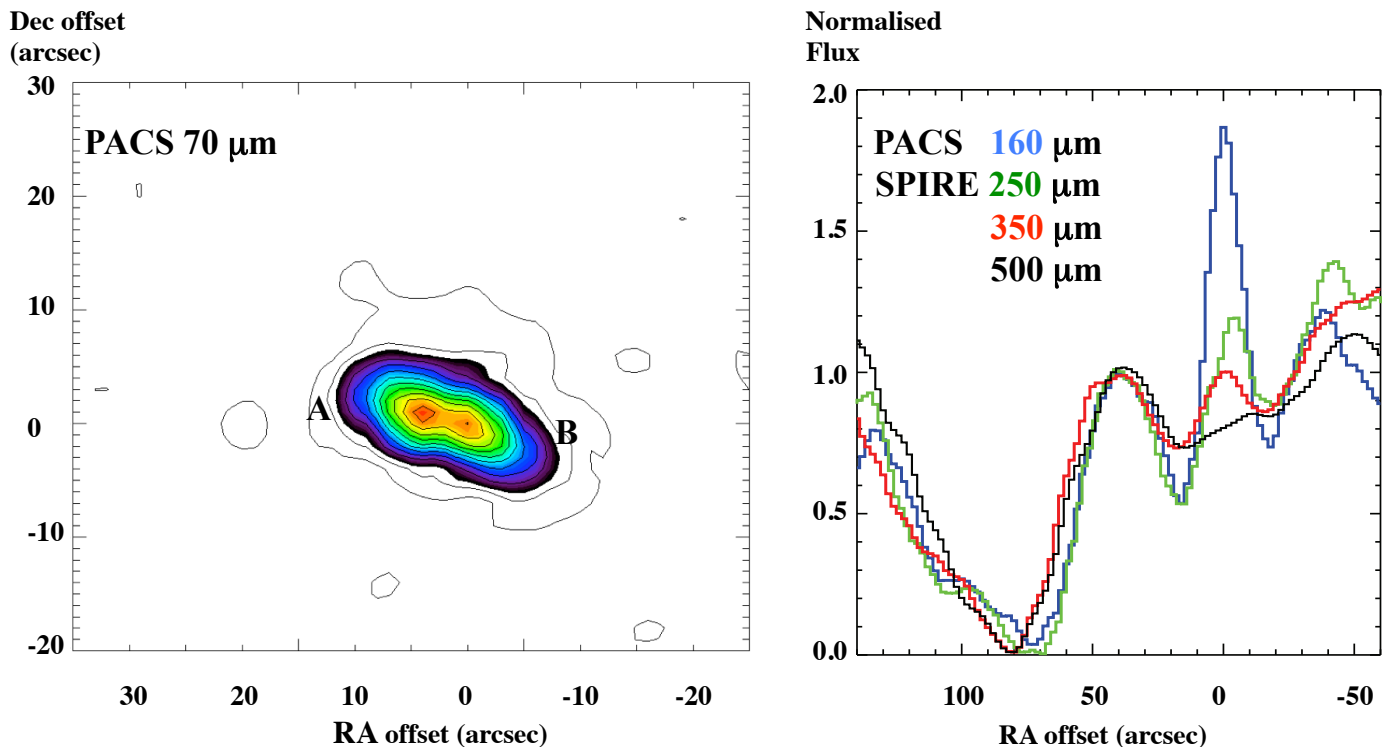 Dec offset
(arcsec)
30
20
10
0
-10
-20
PACS 70 μm
A
B
30 20 10 0 -10 -20
RA offset (arcsec)
Normalised
Flux
2.0
1.5
1.0
0.5
0.0
PACS 160 μm
SPIRE 250 μm
350 μm
500 μm
100 50 0 -50
RA offset (arcsec)